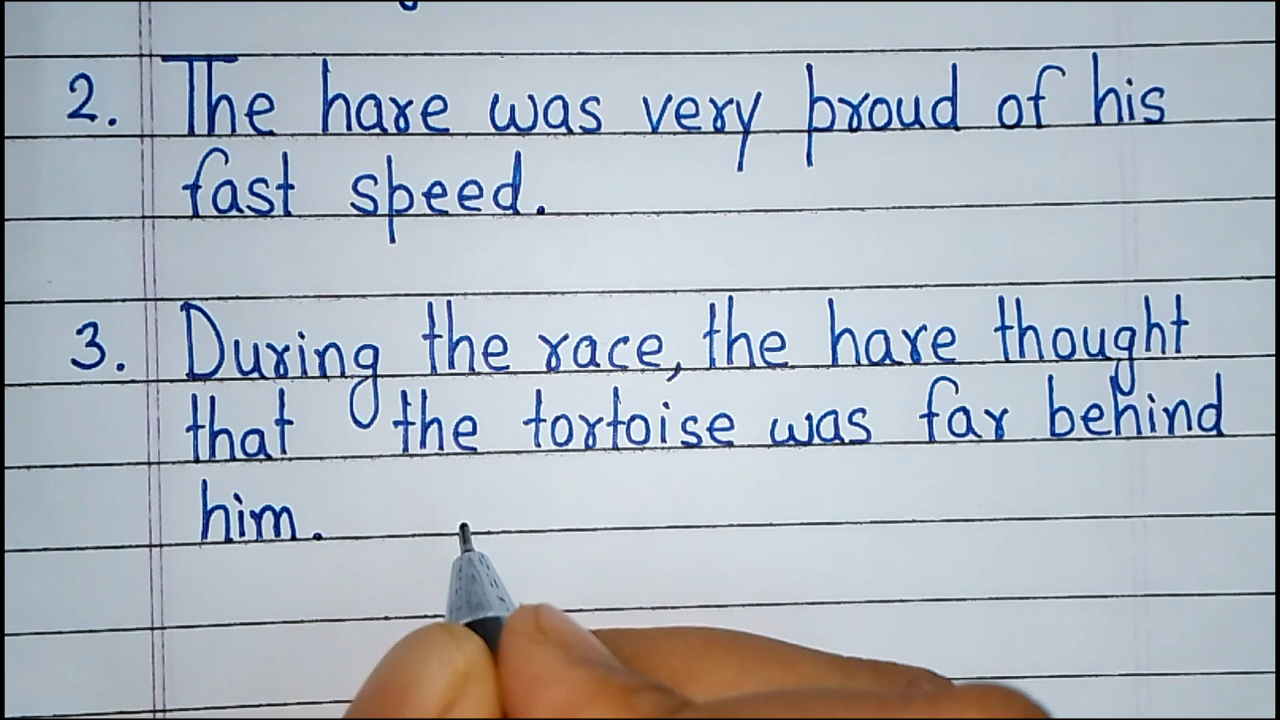 2. The hare was very proud of his
fast speed.
3. During the race, the hare thought
that the tortoise was far behind
him.